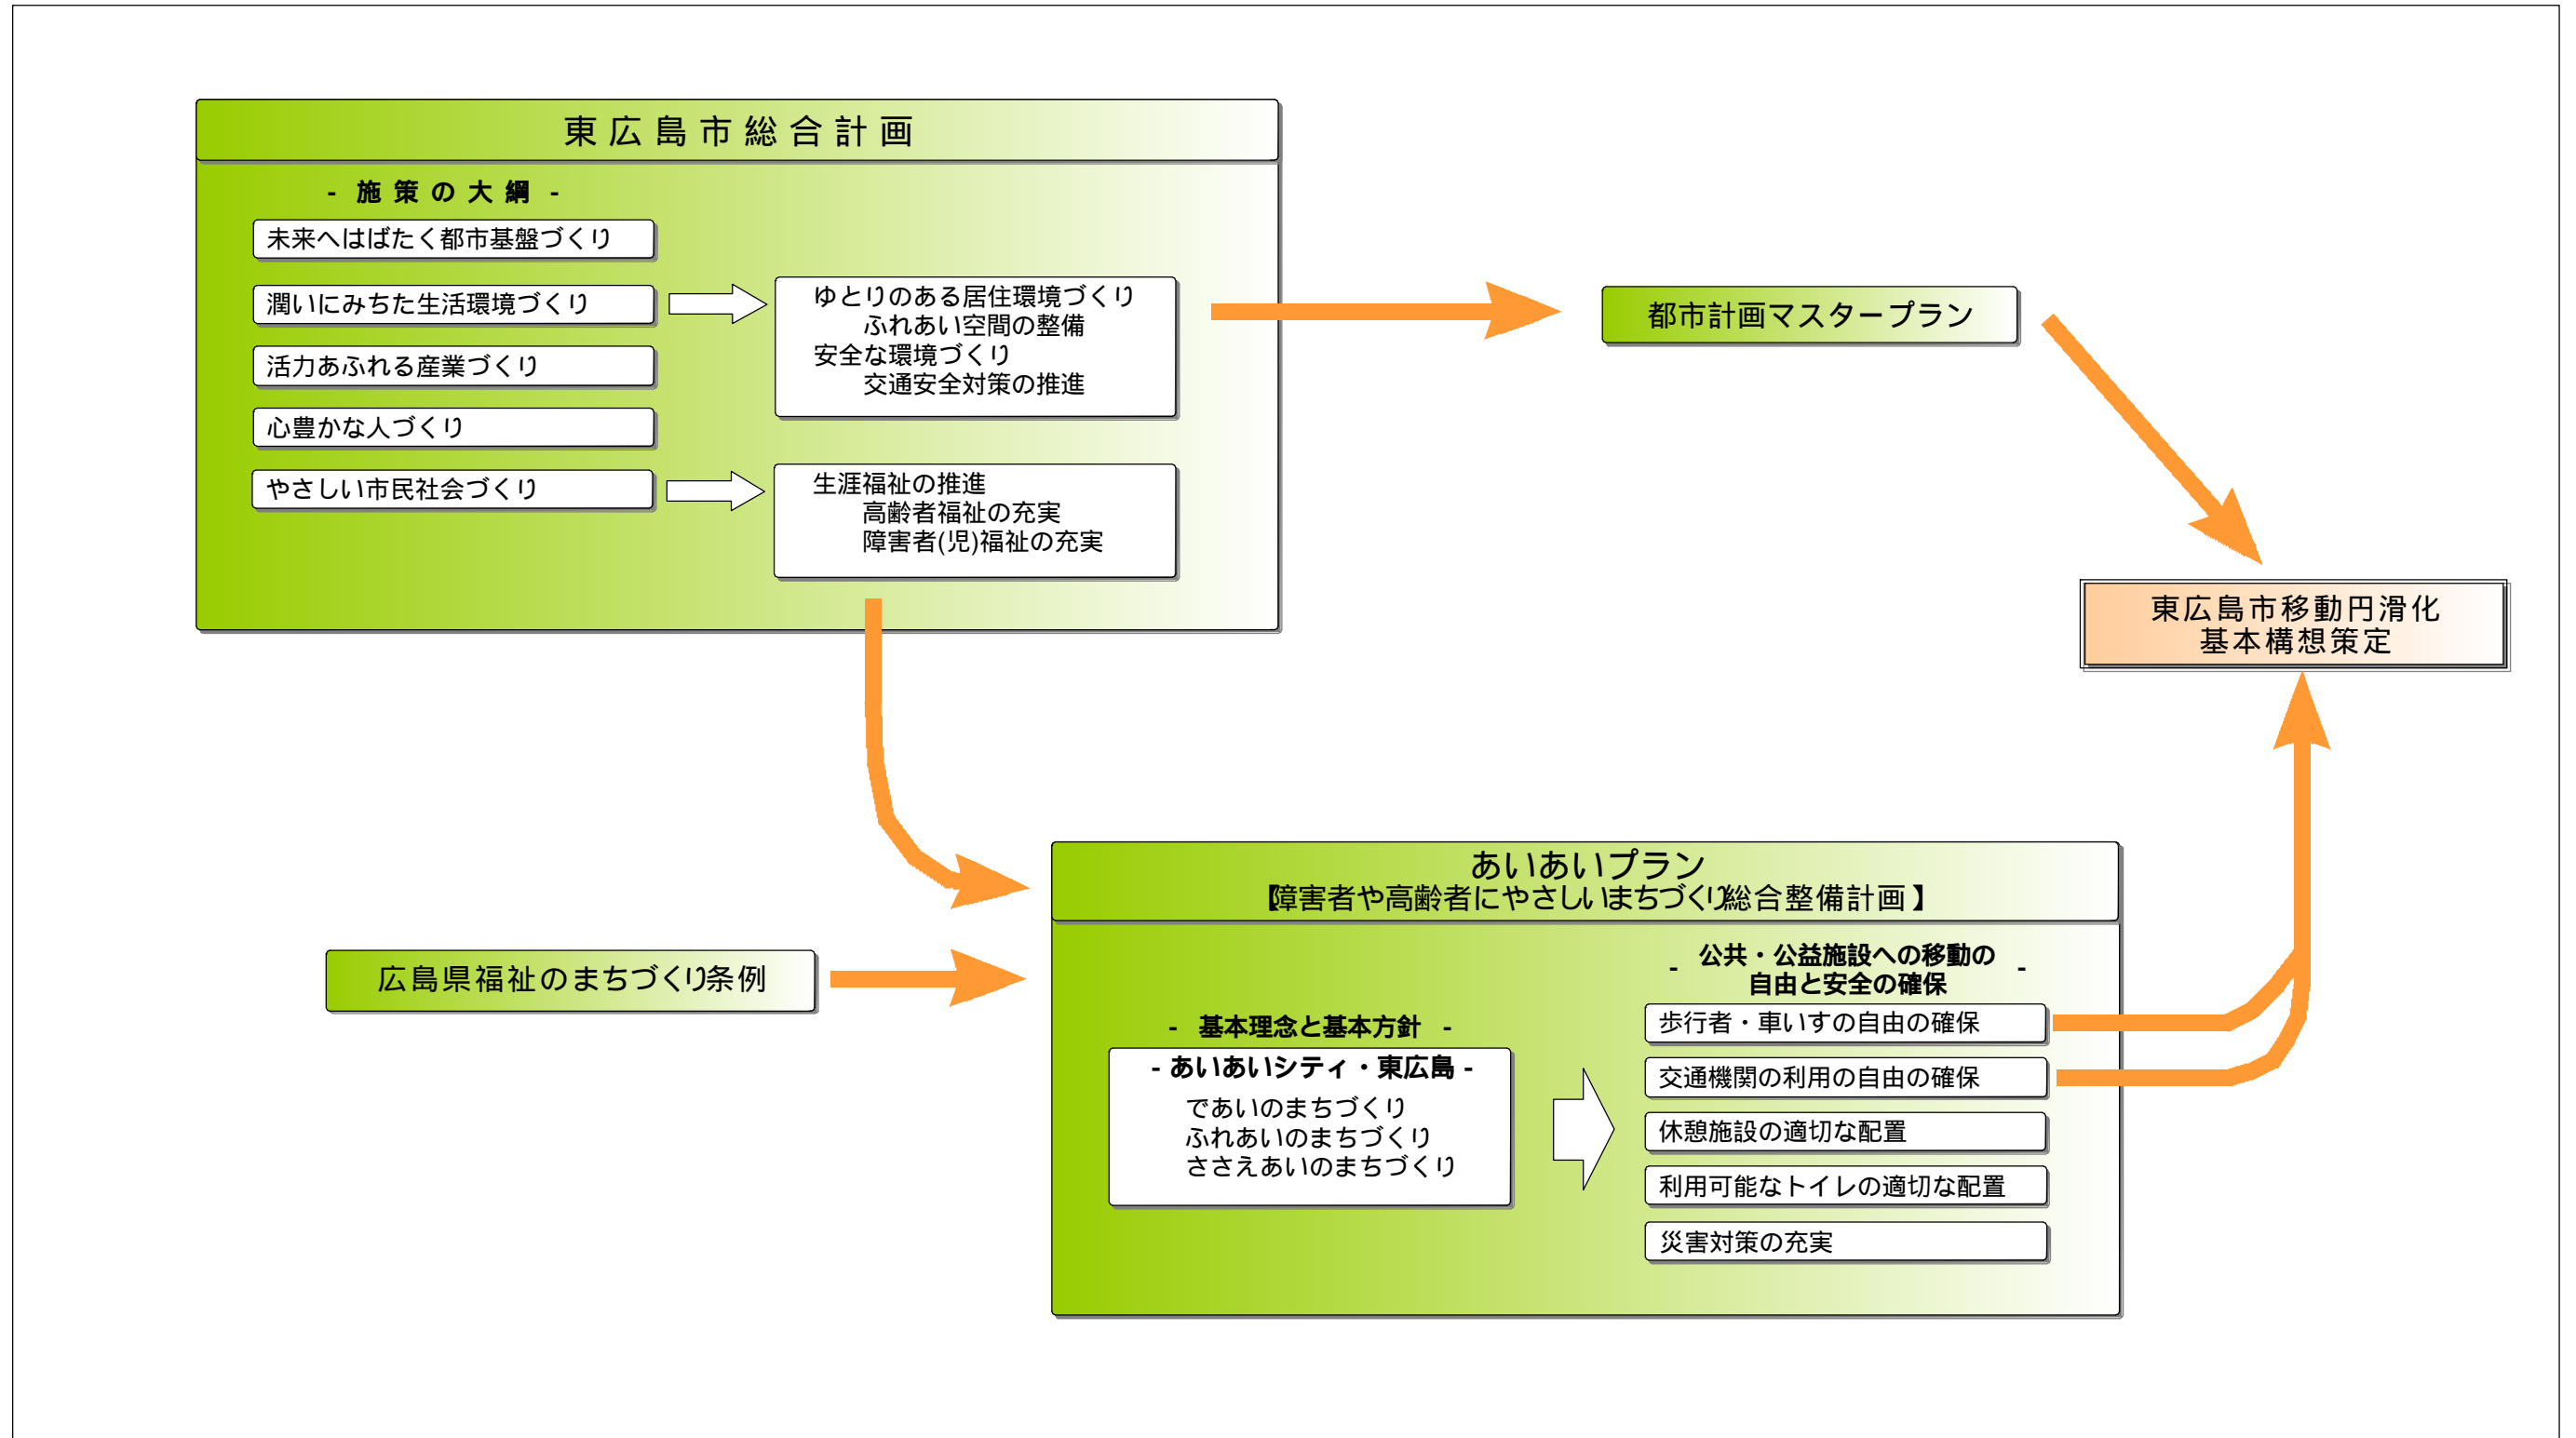 東広島市総合計画
- 施策の大綱 -
未来へはばたく都市基盤づくり
潤いにみちた生活環境づくり
活力あふれる産業づくり
心豊かな人づくり
やさしい市民社会づくり
ゆとりのある居住環境づくり
ふれあい空間の整備
安全な環境づくり
交通安全対策の推進
生涯福祉の推進
高齢者福祉の充実
障害者(児)福祉の充実
都市計画マスタープラン
東広島市移動円滑化
基本構想策定
広島県福祉のまちづくり条例
あいあいプラン
【障害者や高齢者にやさしいまちづくり総合整備計画】
- 基本理念と基本方針 -
- あいあいシティ・東広島 -
であいのまちづくり
ふれあいのまちづくり
ささえあいのまちづくり
- 公共・公益施設への移動の
自由と安全の確保 -
歩行者・車いすの自由の確保
交通機関の利用の自由の確保
休憩施設の適切な配置
利用可能なトイレの適切な配置
災害対策の充実